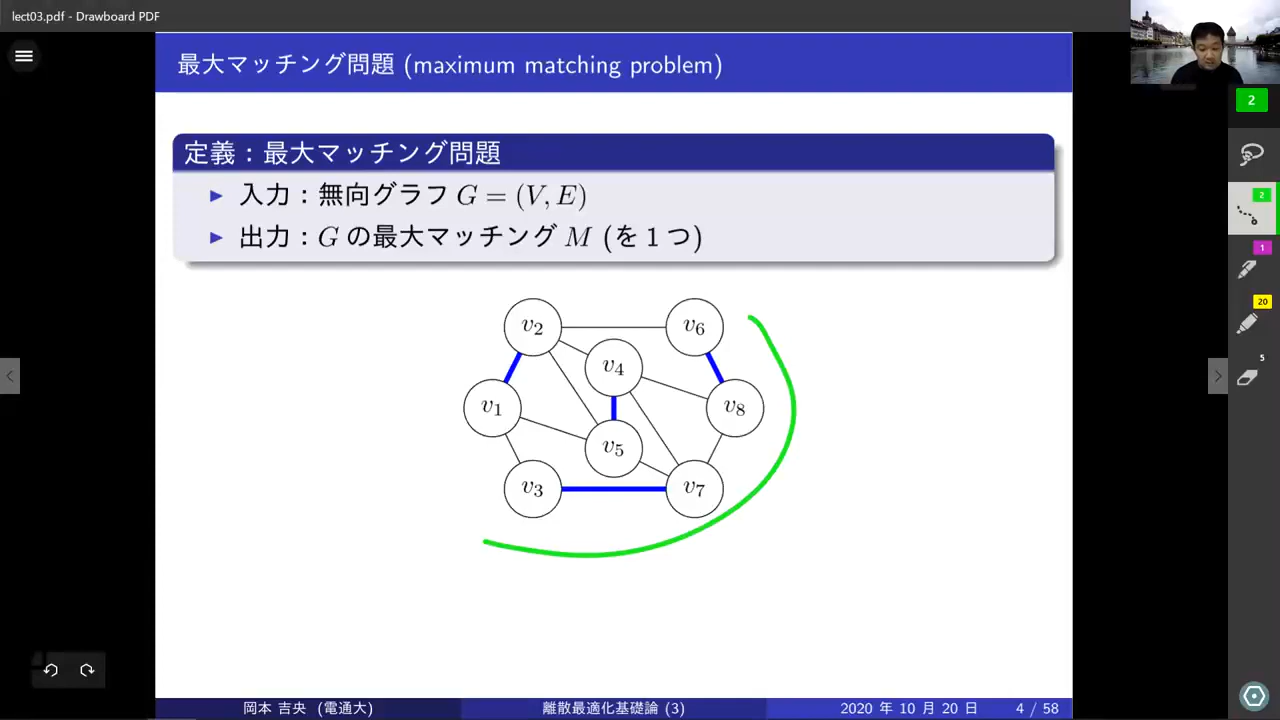 lect03.pdf - Drawboard PDF
最大マッチング問題 (maximum matching problem)
2
定義：最大マッチング問題
入力：無向グラフ G = (V, E)
出力：G の最大マッチング M (を 1 つ)
2
1
20
5
v2
v6
v4
v1
v8
v5
v3
v7
岡本 吉央 (電通大)
離散最適化基礎論 (3)
2020 年 10 月 20 日
4 / 58